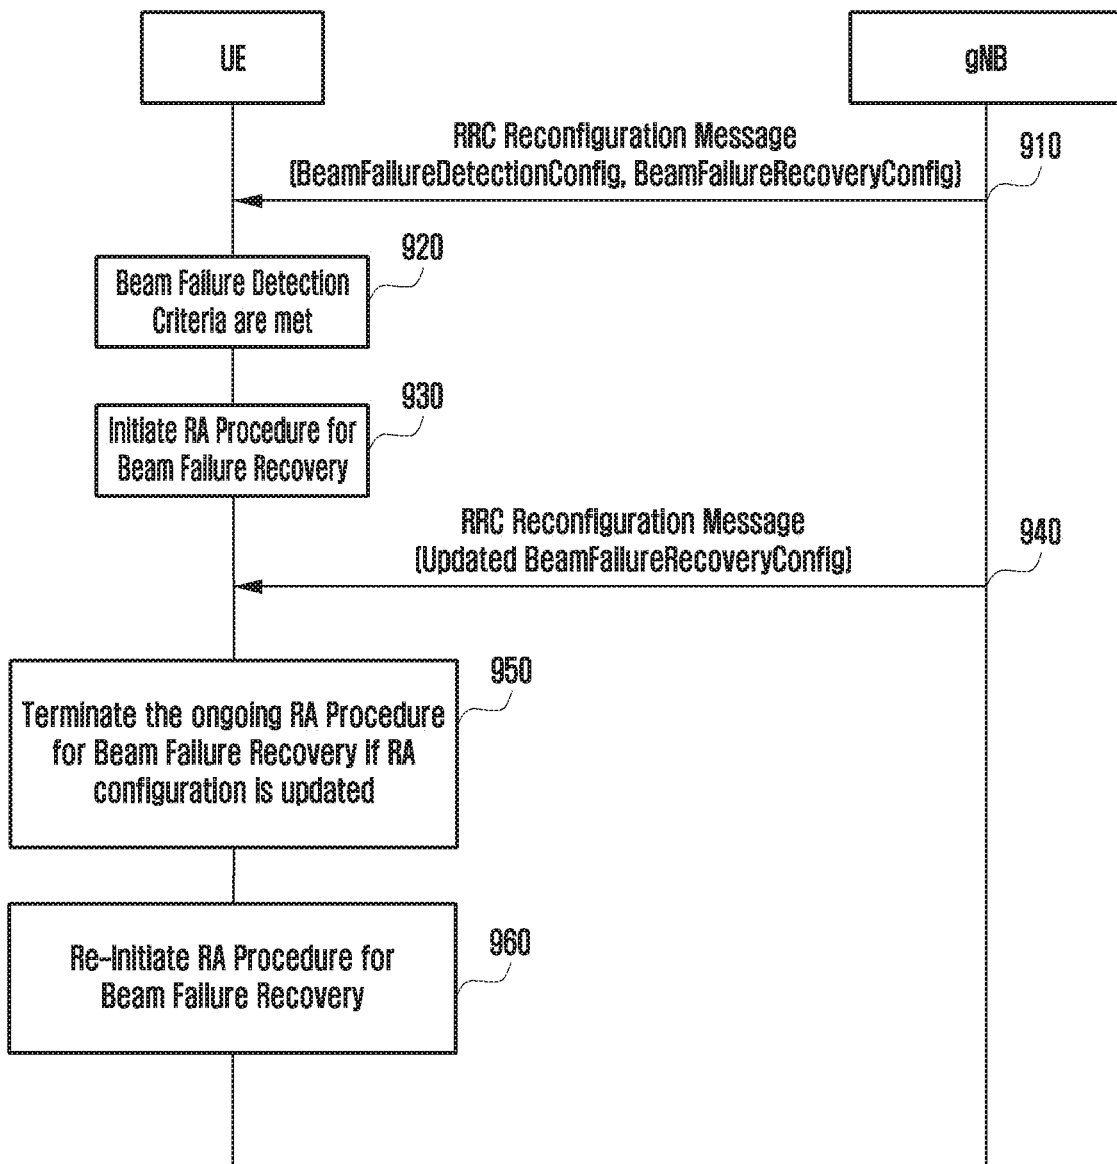 UE
gNB
RRC Reconfiguration Message
(BeamFailureDetectionConfig, BeamFailureRecoveryConfig)
910
920
Beam Failure Detection
Criteria are met
930
Initiate RA Procedure for
Beam Failure Recovery
RRC Reconfiguration Message
(Updated BeamFailureRecoveryConfig)
940
950
Terminate the ongoing RA Procedure
for Beam Failure Recovery if RA
configuration is updated
960
Re-Initiate RA Procedure for
Beam Failure Recovery